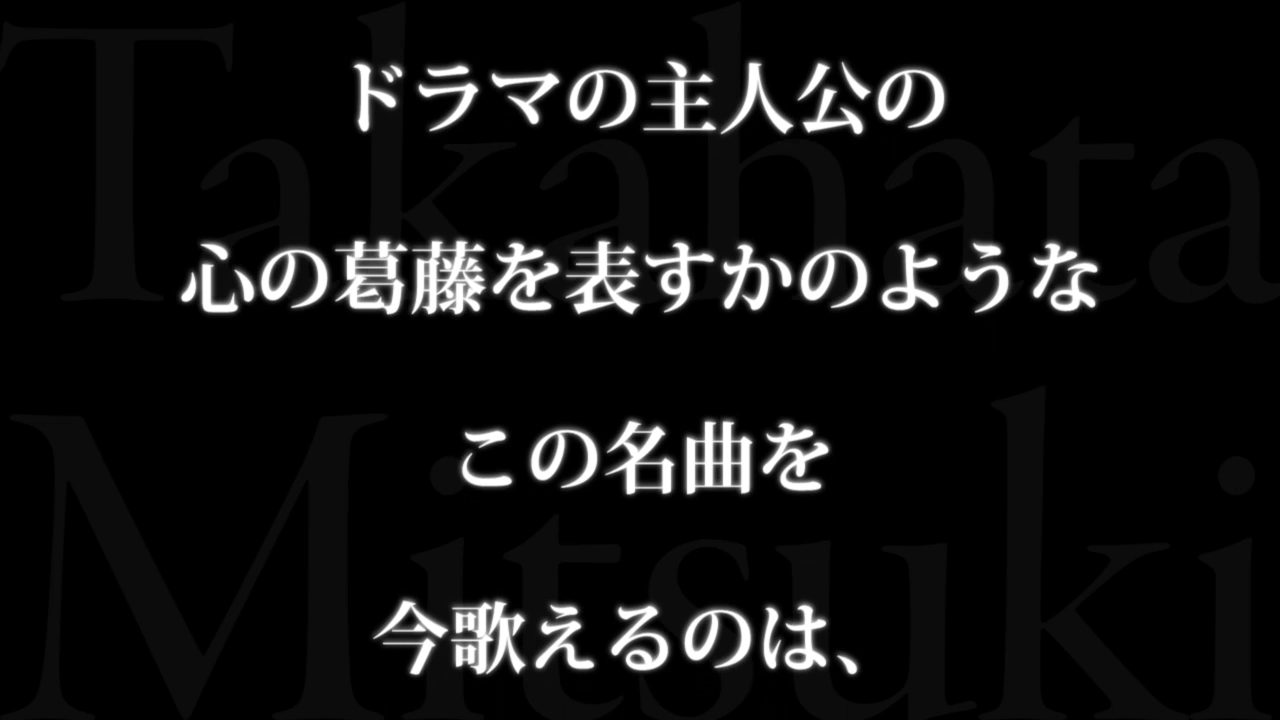 Takahata
ドラマの主人公の
心の葛藤を表すかのような
Mitsuki
この名曲を
今歌えるのは、